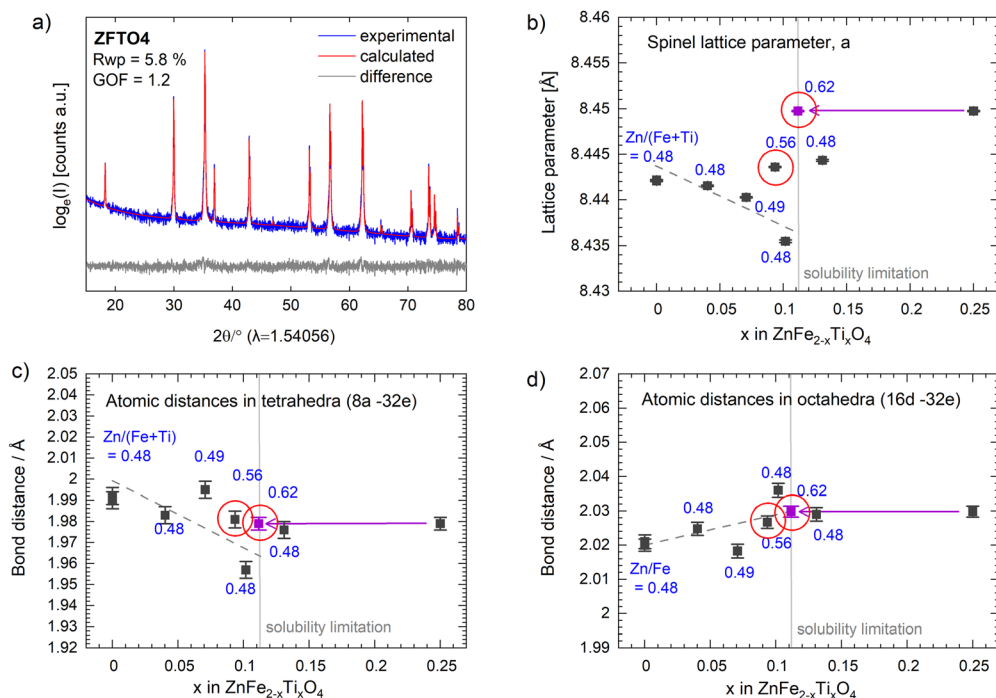 a)
ZFTO4
Rwp = 5.8 %
GOF = 1.2
experimental
calculated
difference
logₑ(I) [counts a.u.]
20 30 40 50 60 70 80
2θ/° (λ=1.54056)
b)
Spinel lattice parameter, a
Lattice parameter [Å]
8.46
8.455
8.45
8.445
8.44
8.435
8.43
0.62
0.56
0.48
Zn/(Fe+Ti)
= 0.48
0.48
0.49
0.48
solubility limitation
0 0.05 0.1 0.15 0.2 0.25
x in ZnFe₂₋ₓTiₓO₄
c)
Atomic distances in tetrahedra (8a -32e)
Bond distance / Å
2.05
2.04
2.03
2.02
2.01
2
1.99
1.98
1.97
1.96
1.95
1.94
1.93
1.92
Zn/(Fe+Ti)
= 0.48
0.49
0.56
0.62
0.48
0.48
0.48
solubility limitation
0 0.05 0.1 0.15 0.2 0.25
x in ZnFe₂₋ₓTiₓO₄
d)
Atomic distances in octahedra (16d -32e)
Bond distance / Å
2.07
2.06
2.05
2.04
2.03
2.02
2.01
2
1.99
0.48
0.62
0.48
0.56
0.48
Zn/Fe
= 0.48
0.49
solubility limitation
0 0.05 0.1 0.15 0.2 0.25
x in ZnFe₂₋ₓTiₓO₄